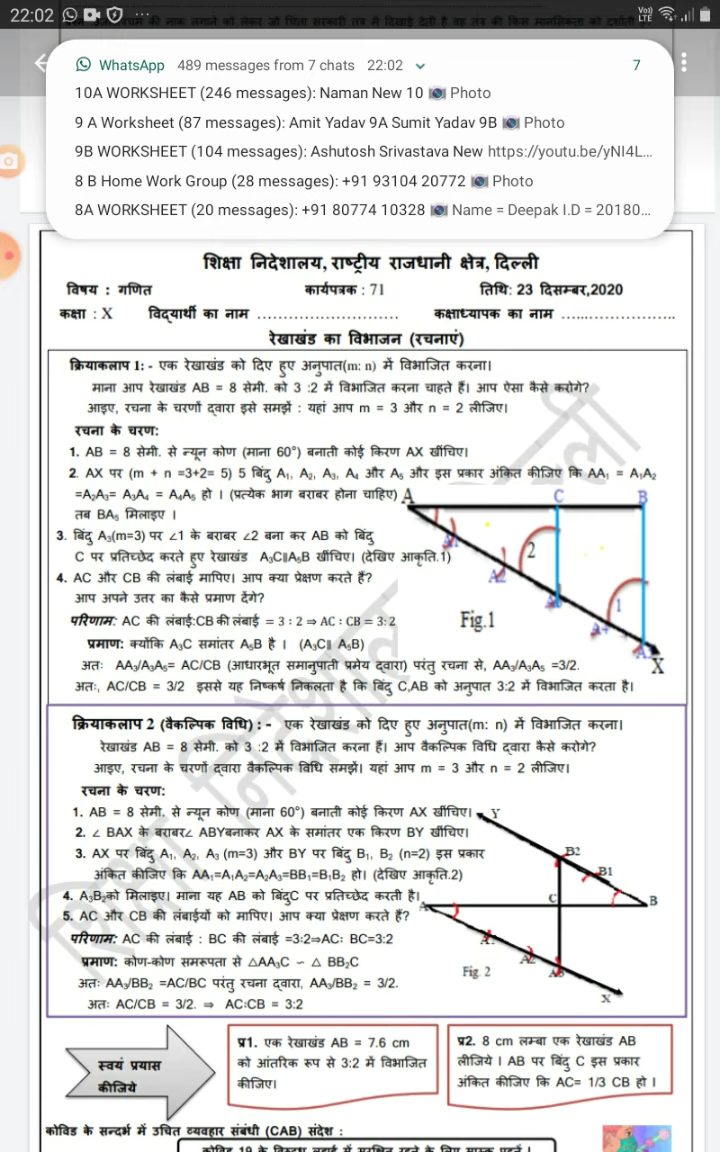 22:02
WhatsApp 489 messages from 7 chats 22:02 7
10A WORKSHEET (246 messages): Naman New 10 📷 Photo
9 A Worksheet (87 messages): Amit Yadav 9A Sumit Yadav 9B 📷 Photo
9B WORKSHEET (104 messages): Ashutosh Srivastava New https://youtu.be/yNI4L...
8 B Home Work Group (28 messages): +91 93104 20772 📷 Photo
8A WORKSHEET (20 messages): +91 80774 10328 📷 Name = Deepak I.D = 20180...
शिक्षा निदेशालय, राष्ट्रीय राजधानी क्षेत्र, दिल्ली
विषय : गणित कार्यपत्रक : 71 तिथि: 23 दिसम्बर,2020
कक्षा : X विद्यार्थी का नाम ............................ कक्षाध्यापक का नाम ......................
रेखाखंड का विभाजन (रचनाएं)
क्रियाकलाप 1: - एक रेखाखंड को दिए हुए अनुपात(m: n) में विभाजित करना।
माना आप रेखाखंड AB = 8 सेमी. को 3 :2 में विभाजित करना चाहते हैं। आप ऐसा कैसे करोगे?
आइए, रचना के चरणों द्वारा इसे समझें : यहां आप m = 3 और n = 2 लीजिए।
रचना के चरण:
1. AB = 8 सेमी. से न्यून कोण (माना 60°) बनाती कोई किरण AX खींचिए।
2. AX पर (m + n =3+2= 5) 5 बिंदु A₁, A₂, A₃, A₄ और A₅ और इस प्रकार अंकित कीजिए कि AA₁ = A₁A₂
=A₂A₃= A₃A₄ = A₄A₅ हो । (प्रत्येक भाग बराबर होना चाहिए)
तब BA₅ मिलाइए ।
3. बिंदु A₃(m=3) पर ∠1 के बराबर ∠2 बना कर AB को बिंदु
C पर प्रतिच्छेद करते हुए रेखाखंड A₃C∥A₅B खींचिए। (देखिए आकृति.1)
4. AC और CB की लंबाई मापिए। आप क्या प्रेक्षण करते हैं?
आप अपने उतर का कैसे प्रमाण देंगे?
परिणाम: AC की लंबाई:CB की लंबाई = 3 : 2 ⇒ AC : CB = 3:2
प्रमाण: क्योंकि A₃C समांतर A₅B है । (A₃C∥ A₅B)
अतः AA₃/A₃A₅= AC/CB (आधारभूत समानुपाती प्रमेय द्वारा) परंतु रचना से, AA₃/A₃A₅ =3/2.
अतः, AC/CB = 3/2 इससे यह निष्कर्ष निकलता है कि बिंदु C,AB को अनुपात 3:2 में विभाजित करता है।
A C B
A1
A2
2
A3
1
A4
A5
X
Fig.1
क्रियाकलाप 2 (वैकल्पिक विधि) : - एक रेखाखंड को दिए हुए अनुपात(m: n) में विभाजित करना।
रेखाखंड AB = 8 सेमी. को 3 :2 में विभाजित करना हैं। आप वैकल्पिक विधि द्वारा कैसे करोगे?
आइए, रचना के चरणों द्वारा वैकल्पिक विधि समझें। यहां आप m = 3 और n = 2 लीजिए।
रचना के चरण:
1. AB = 8 सेमी. से न्यून कोण (माना 60°) बनाती कोई किरण AX खींचिए।
2. ∠ BAX के बराबर∠ ABYबनाकर AX के समांतर एक किरण BY खींचिए।
3. AX पर बिंदु A₁, A₂, A₃ (m=3) और BY पर बिंदु B₁, B₂ (n=2) इस प्रकार
अंकित कीजिए कि AA₁=A₁A₂=A₂A₃=BB₁=B₁B₂ हो। (देखिए आकृति.2)
4. A₃B₂को मिलाइए। माना यह AB को बिंदुC पर प्रतिच्छेद करती है।
5. AC और CB की लंबाईयों को मापिए। आप क्या प्रेक्षण करते हैं?
परिणाम: AC की लंबाई : BC की लंबाई =3:2⇒AC: BC=3:2
प्रमाण: कोण-कोण समरूपता से △AA₃C ∽ △ BB₂C
अतः AA₃/BB₂ =AC/BC परंतु रचना द्वारा, AA₃/BB₂ = 3/2.
अतः AC/CB = 3/2. ⇒ AC:CB = 3:2
Y
B2
B1
A C B
A1
A2
A3
X
Fig. 2
स्वयं प्रयास
कीजिये
प्र1. एक रेखाखंड AB = 7.6 cm
को आंतरिक रूप से 3:2 में विभाजित
कीजिए।
प्र2. 8 cm लम्बा एक रेखाखंड AB
लीजिये । AB पर बिंदु C इस प्रकार
अंकित कीजिए कि AC= 1/3 CB हो ।
कोविड के सन्दर्भ में उचित व्यवहार संबंधी (CAB) संदेश :
कोविड 19 के विरूद्ध लड़ाई में सुरक्षित रहने के लिए मास्क पहनें ।
शिक्षा निदेशालय